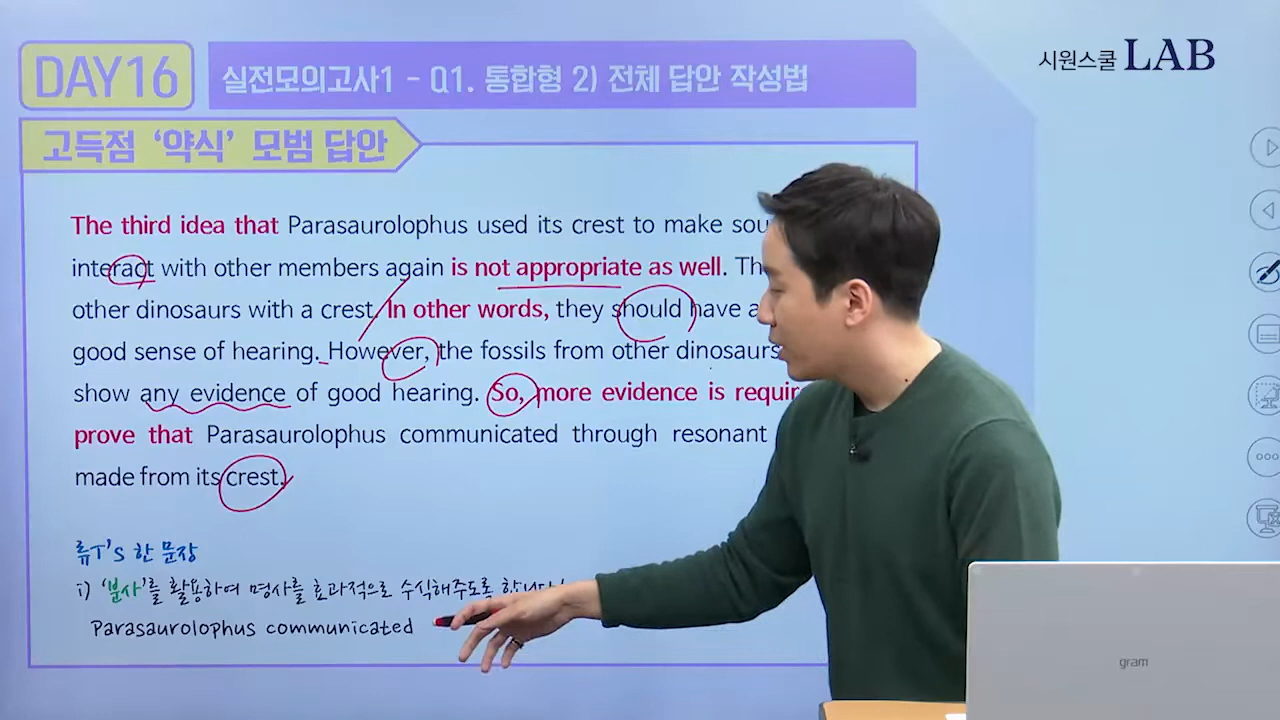 DAY16
실전모의고사1 - Q1. 통합형 2) 전체 답안 작성법
시원스쿨 LAB
고득점 '약식' 모범 답안
The third idea that Parasaurolophus used its crest to make sou
interact with other members again is not appropriate as well. Th
other dinosaurs with a crest. In other words, they should have a
good sense of hearing. However, the fossils from other dinosaurs
show any evidence of good hearing. So, more evidence is requir
prove that Parasaurolophus communicated through resonant
made from its crest.
류T's 한 문장
i) '분사'를 활용하여 명사를 효과적으로 수식해주도록 합니다!
Parasaurolophus communicated
gram